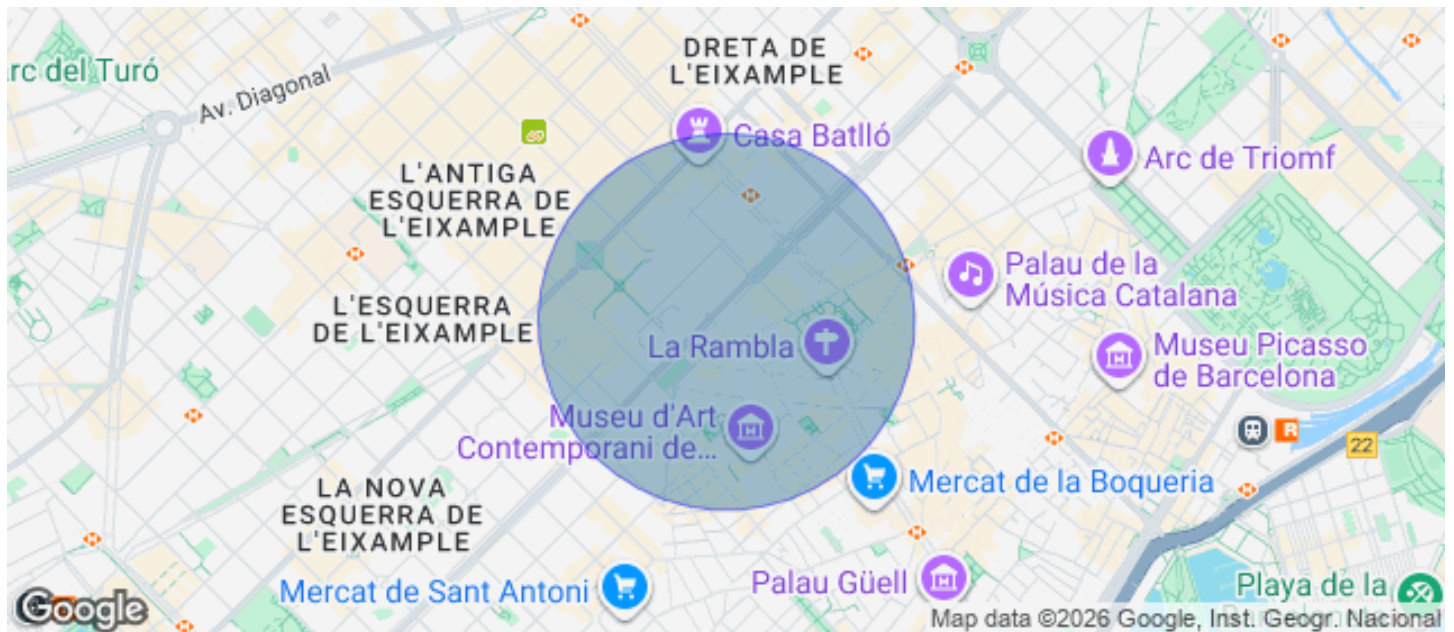 DRETA DE
L'EIXAMPLE
rc del Turó
Av. Diagonal
Casa Batlló
Arc de Triomf
L'ANTIGA
ESQUERRA DE
L'EIXAMPLE
Palau de la
Música Catalana
L'ESQUERRA
DE L'EIXAMPLE
La Rambla
Museu Picasso
de Barcelona
Museu d'Art
Contemporani de...
R
22
Mercat de la Boqueria
LA NOVA
ESQUERRA DE
L'EIXAMPLE
Mercat de Sant Antoni
Palau Güell
Playa de la
Google
Map data ©2026 Google, Inst. Geogr. Nacional